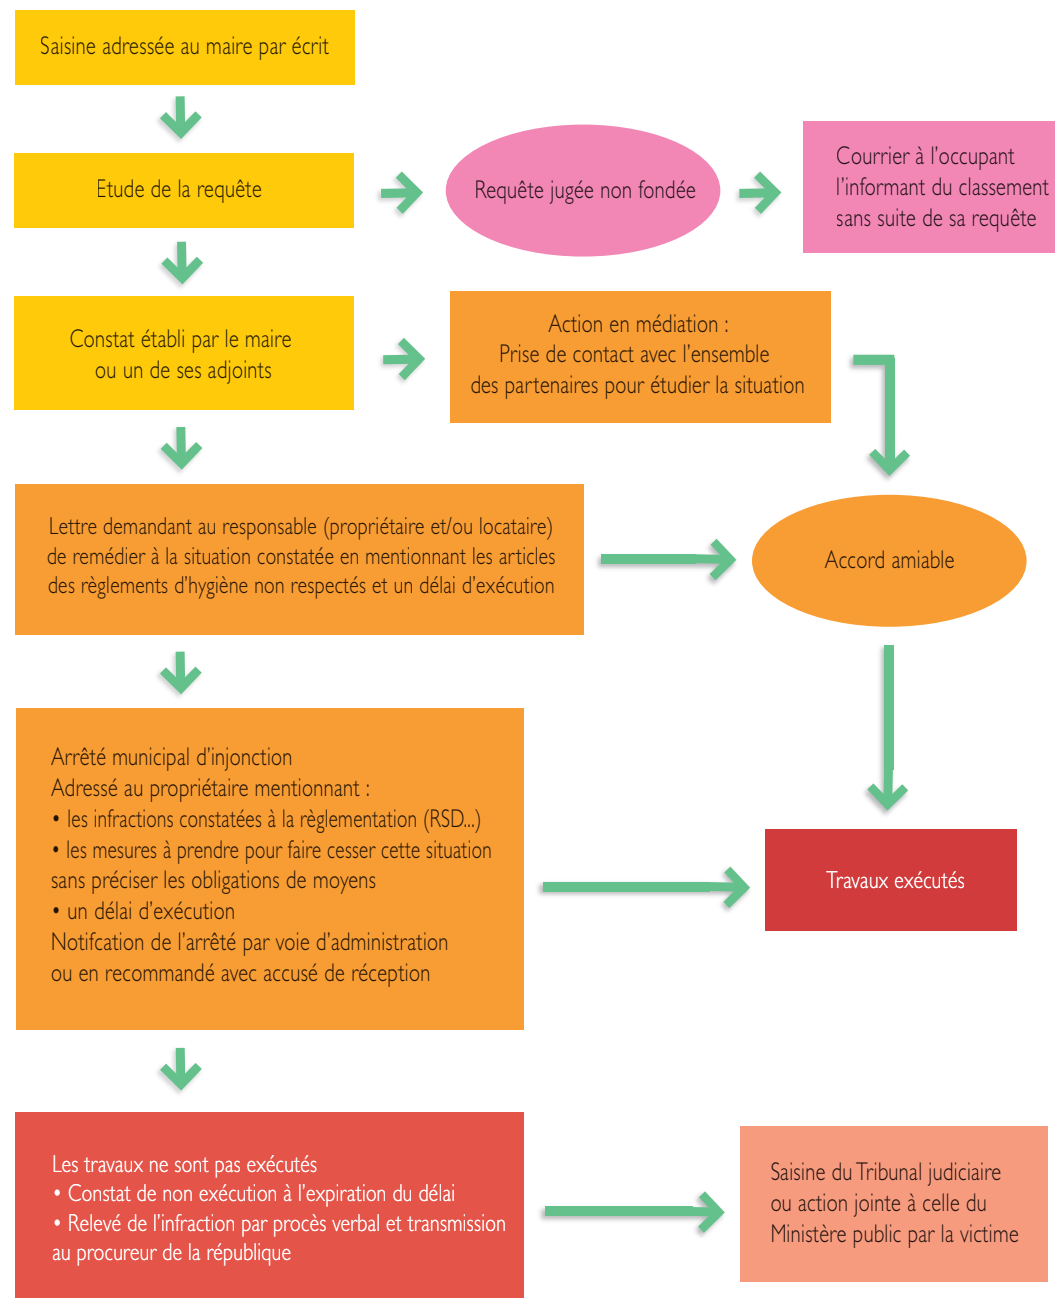 Saisine adressée au maire par écrit
Etude de la requête
Requête jugée non fondée
Courrier à l'occupant
l'informant du classement
sans suite de sa requête
Constat établi par le maire
ou un de ses adjoints
Action en médiation :
Prise de contact avec l'ensemble
des partenaires pour étudier la situation
Lettre demandant au responsable (propriétaire et/ou locataire)
de remédier à la situation constatée en mentionnant les articles
des règlements d'hygiène non respectés et un délai d'exécution
Accord amiable
Arrêté municipal d'injonction
Adressé au propriétaire mentionnant :
• les infractions constatées à la règlementation (RSD...)
• les mesures à prendre pour faire cesser cette situation
sans préciser les obligations de moyens
• un délai d'exécution
Notifcation de l'arrêté par voie d'administration
ou en recommandé avec accusé de réception
Travaux exécutés
Les travaux ne sont pas exécutés
• Constat de non exécution à l'expiration du délai
• Relevé de l'infraction par procès verbal et transmission
au procureur de la république
Saisine du Tribunal judiciaire
ou action jointe à celle du
Ministère public par la victime